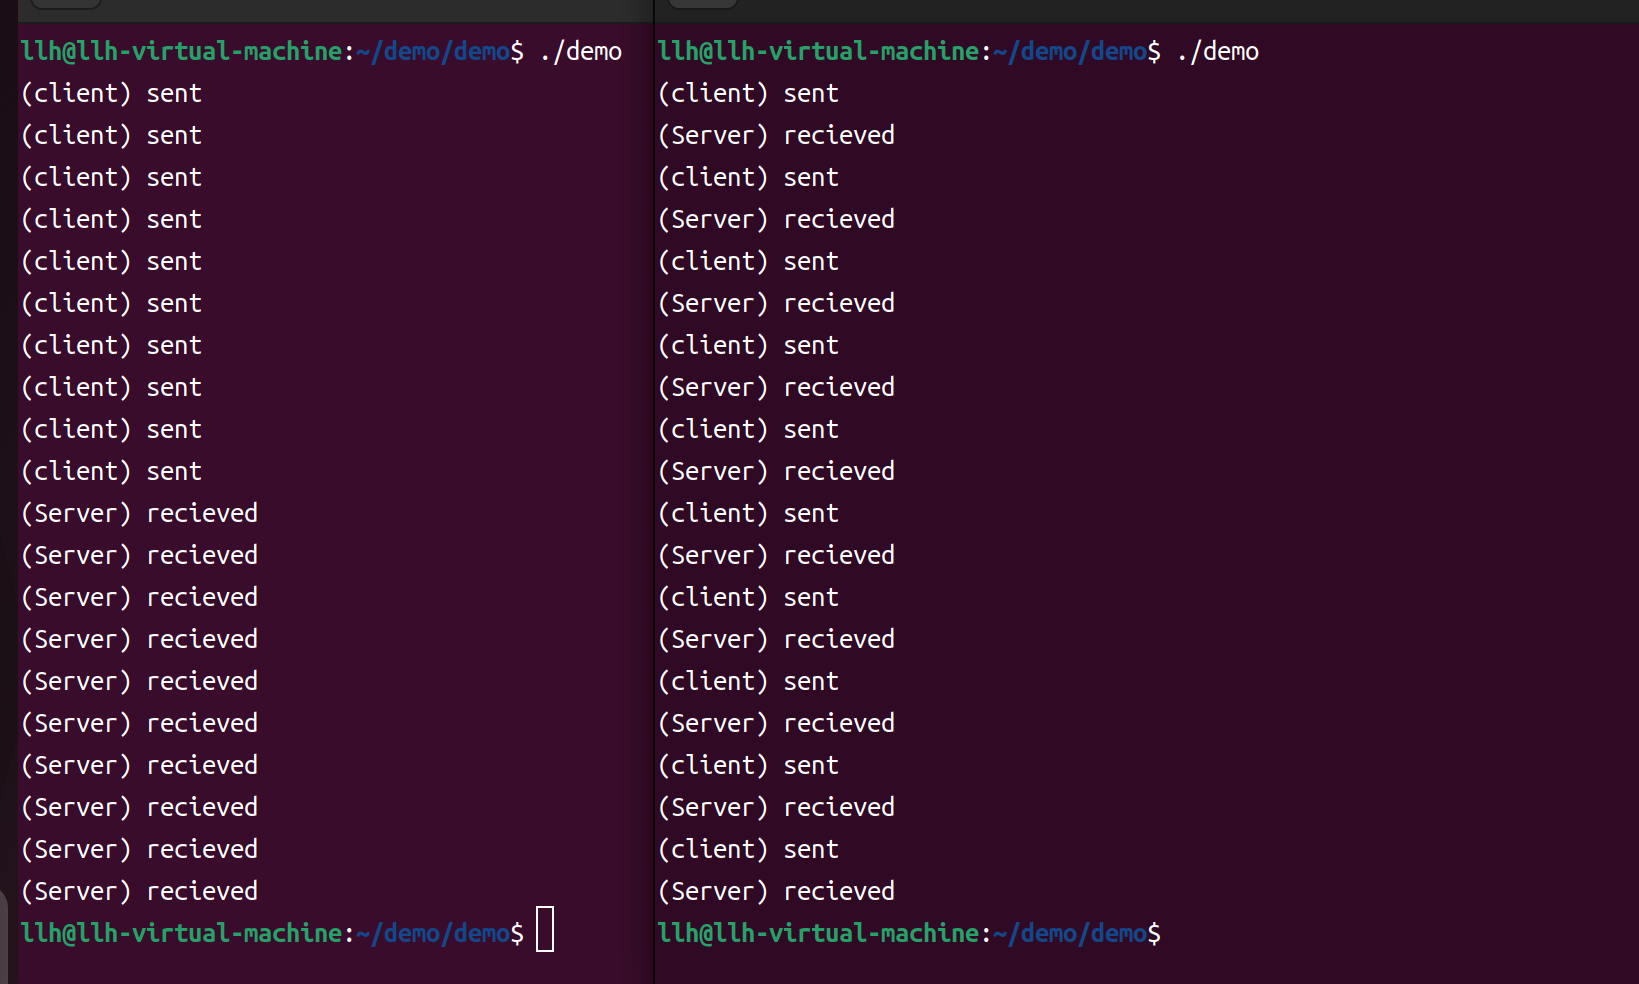 llh@llh-virtual-machine:~/demo/demo$ ./demo
(client) sent
(client) sent
(client) sent
(client) sent
(client) sent
(client) sent
(client) sent
(client) sent
(client) sent
(client) sent
(Server) recieved
(Server) recieved
(Server) recieved
(Server) recieved
(Server) recieved
(Server) recieved
(Server) recieved
(Server) recieved
(Server) recieved
(Server) recieved
llh@llh-virtual-machine:~/demo/demo$
llh@llh-virtual-machine:~/demo/demo$ ./demo
(client) sent
(Server) recieved
(client) sent
(Server) recieved
(client) sent
(Server) recieved
(client) sent
(Server) recieved
(client) sent
(Server) recieved
(client) sent
(Server) recieved
(client) sent
(Server) recieved
(client) sent
(Server) recieved
(client) sent
(Server) recieved
(client) sent
(Server) recieved
llh@llh-virtual-machine:~/demo/demo$